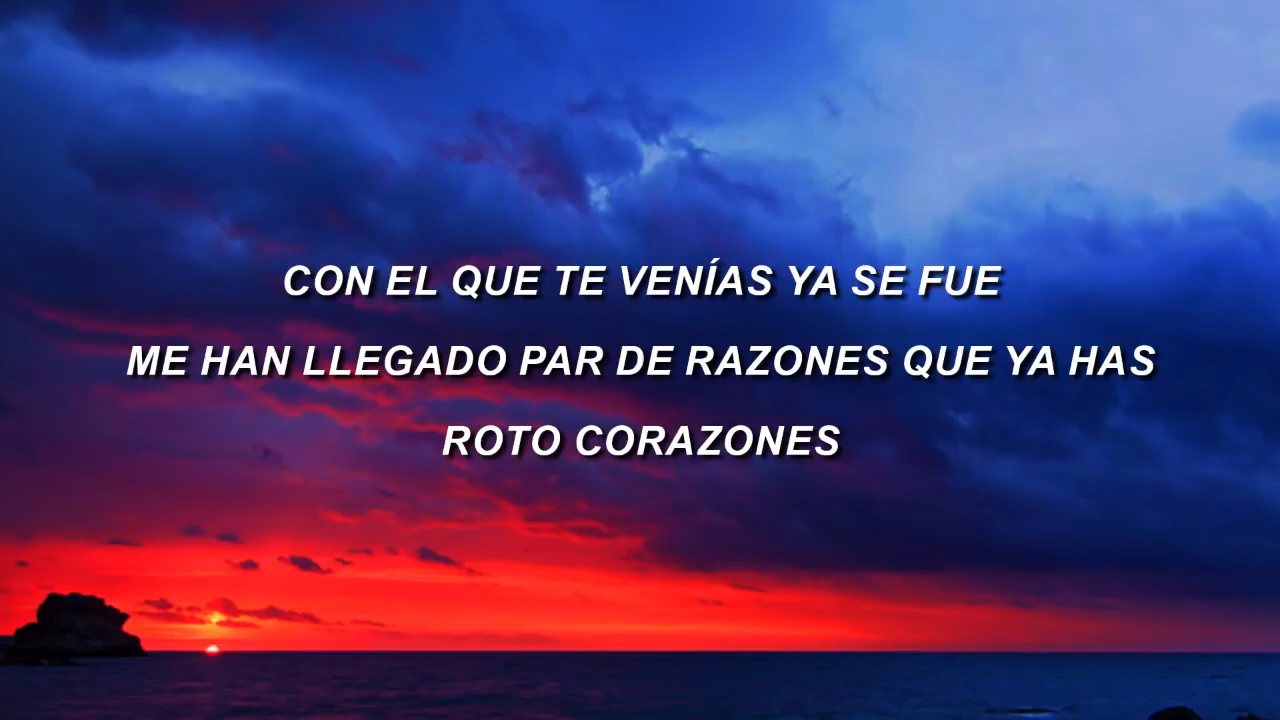 CON EL QUE TE VENÍAS YA SE FUE
ME HAN LLEGADO PAR DE RAZONES QUE YA HAS
ROTO CORAZONES